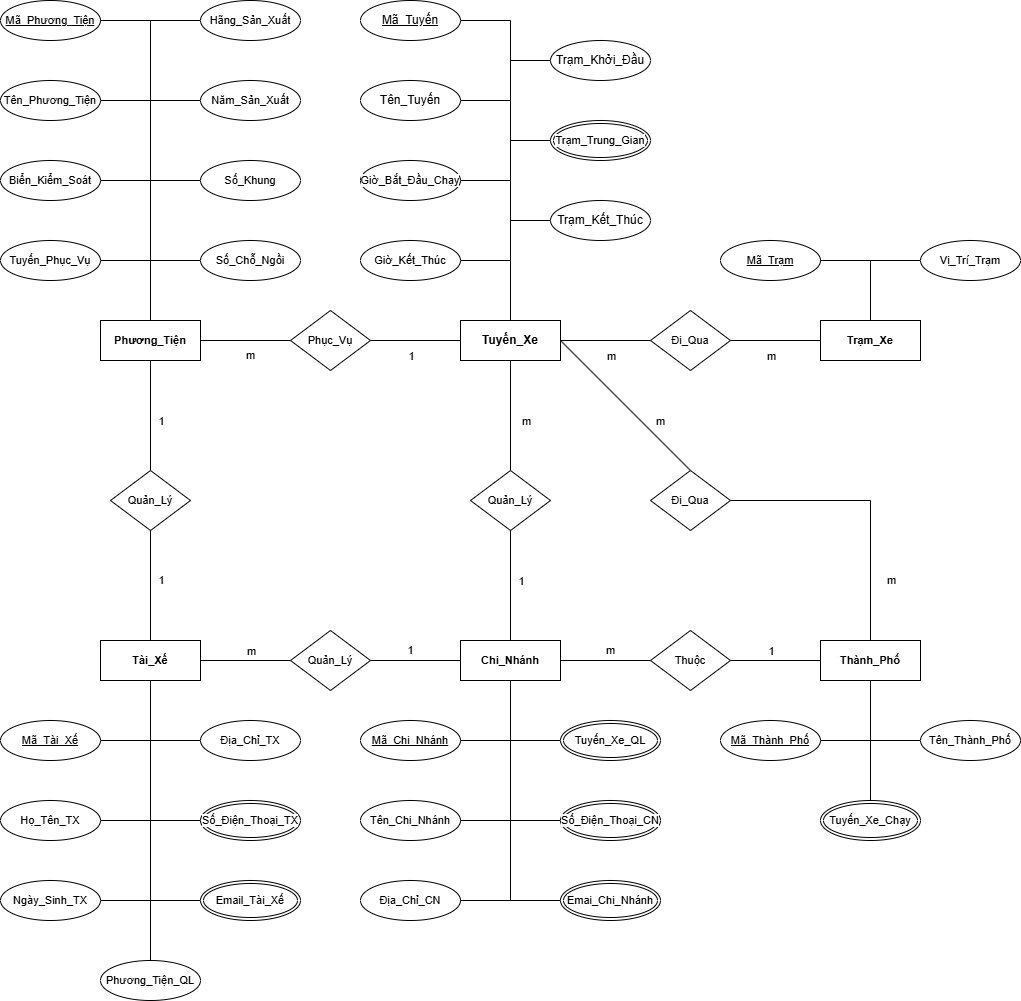 Mã_Phương_Tiện
Hãng_Sản_Xuất
Mã_Tuyến
Trạm_Khởi_Đầu
Tên_Phương_Tiện
Năm_Sản_Xuất
Tên_Tuyến
Trạm_Trung_Gian
Biển_Kiểm_Soát
Số_Khung
Giờ_Bắt_Đầu_Chạy
Trạm_Kết_Thúc
Tuyến_Phục_Vụ
Số_Chỗ_Ngồi
Giờ_Kết_Thúc
Mã_Trạm
Vị_Trí_Trạm
Phương_Tiện
m
Phục_Vụ
1
Tuyến_Xe
m
Đi_Qua
m
Trạm_Xe
1
m
m
Quản_Lý
Quản_Lý
Đi_Qua
1
1
m
Tài_Xế
m
Quản_Lý
1
Chi_Nhánh
m
Thuộc
1
Thành_Phố
Mã_Tài_Xế
Địa_Chỉ_TX
Mã_Chi_Nhánh
Tuyến_Xe_QL
Mã_Thành_Phố
Tên_Thành_Phố
Họ_Tên_TX
Số_Điện_Thoại_TX
Tên_Chi_Nhánh
Số_Điện_Thoại_CN
Tuyến_Xe_Chạy
Ngày_Sinh_TX
Email_Tài_Xế
Địa_Chỉ_CN
Emai_Chi_Nhánh
Phương_Tiện_QL